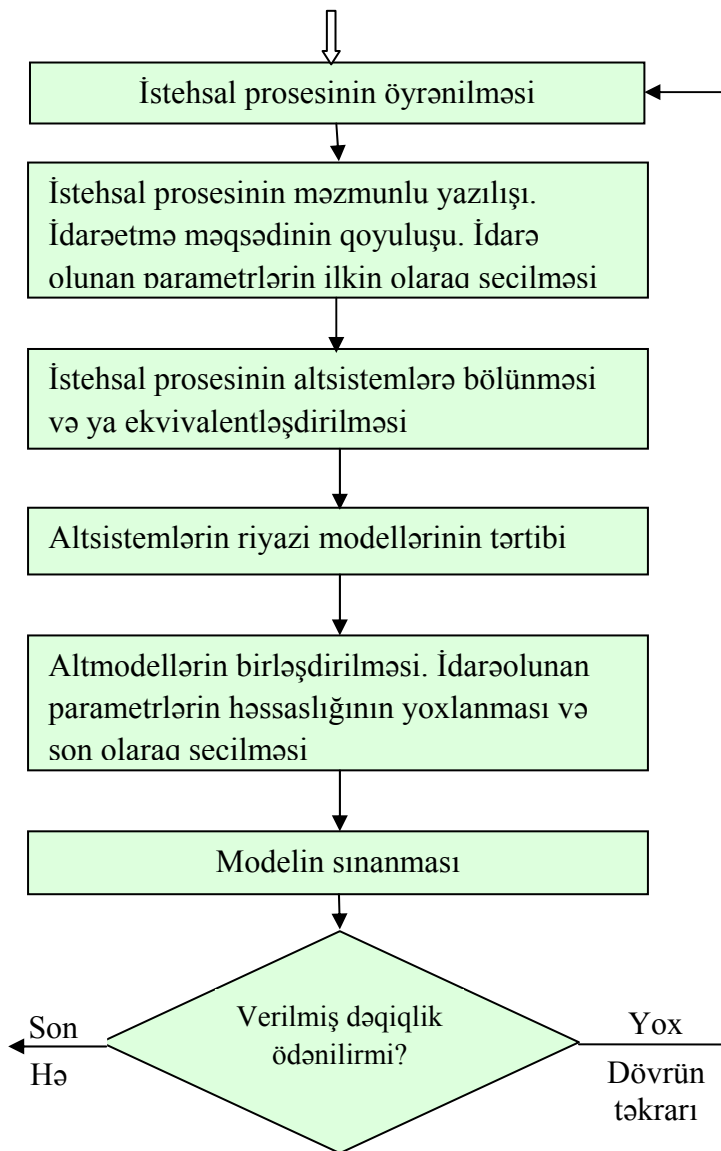 İstehsal prosesinin öyrənilməsi
İstehsal prosesinin məzmunlu yazılışı.
İdarəetmə məqsədinin qoyuluşu. İdarə
olunan parametrlərin ilkin olaraq seçilməsi
İstehsal prosesinin altsistemlərə bölünməsi
və ya ekvivalentləşdirilməsi
Altsistemlərin riyazi modellərinin tərtibi
Altmodellərin birləşdirilməsi. İdarəolunan
parametrlərin həssaslığının yoxlanması və
son olaraq seçilməsi
Modelin sınanması
Verilmiş dəqiqlik
ödənilirmi?
Son
Hə
Yox
Dövrün
təkrarı